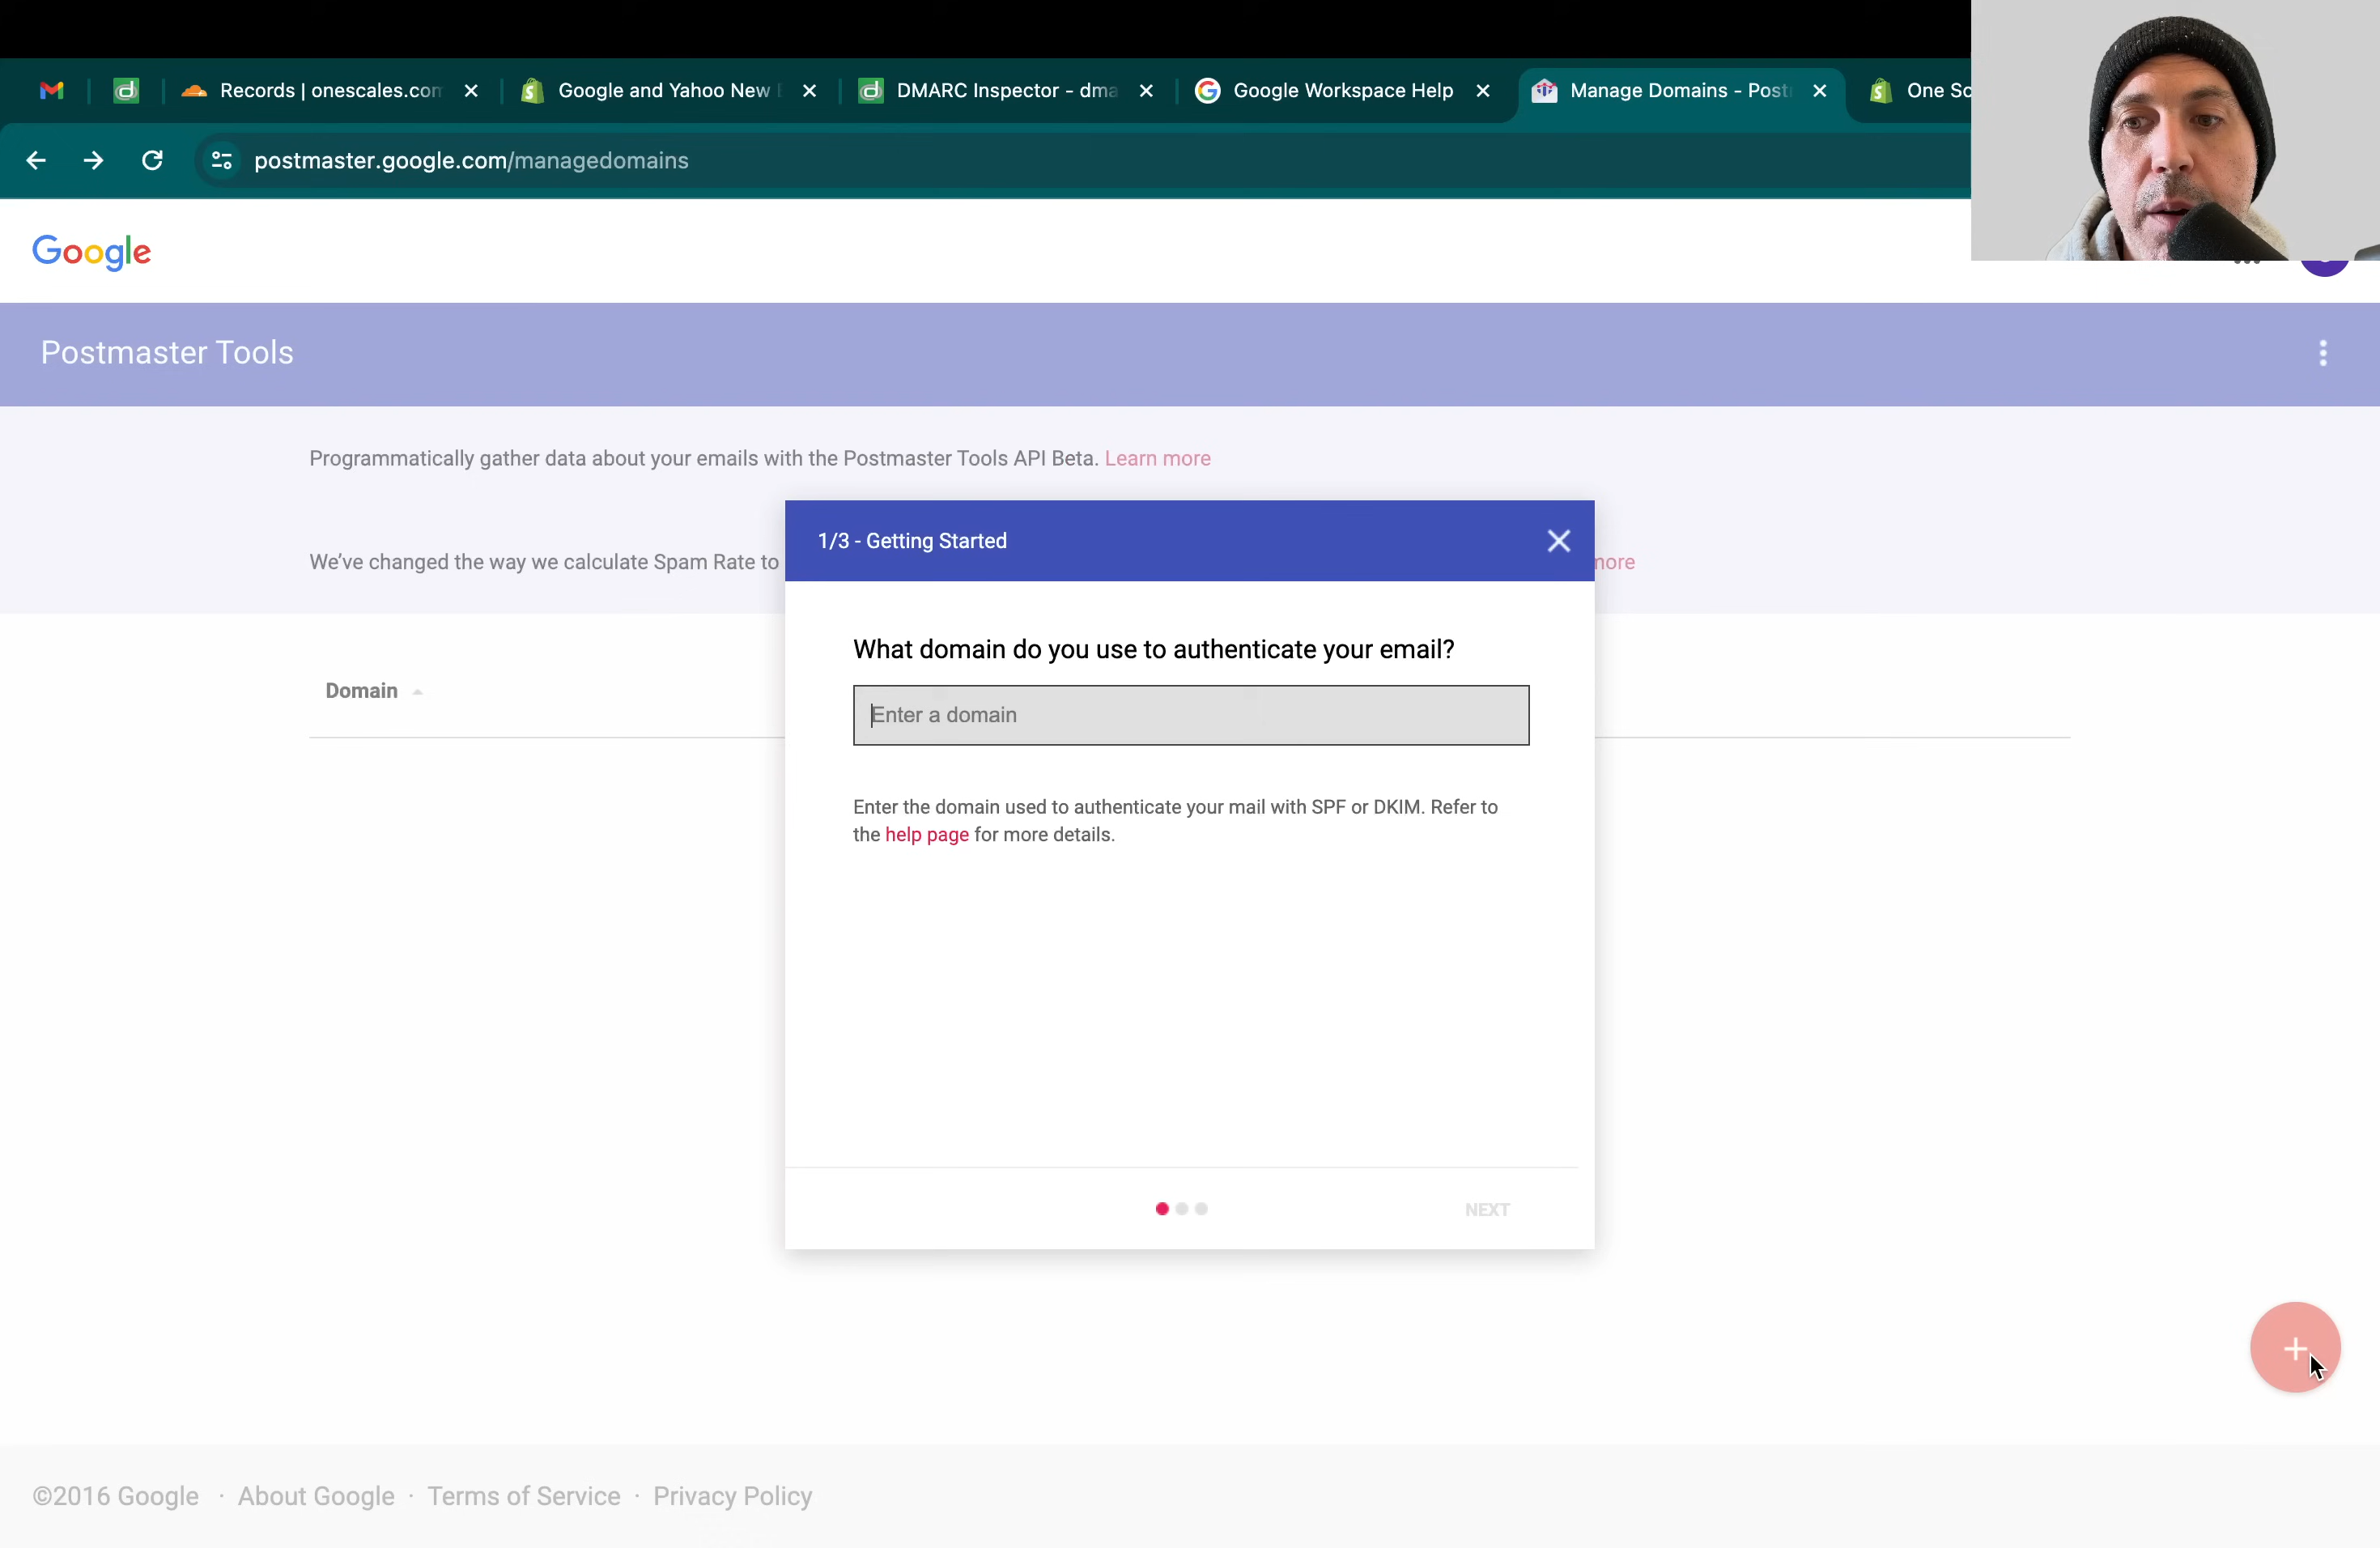 Records | onescales.com
Google and Yahoo New
DMARC Inspector - dma
Google Workspace Help
Manage Domains - Post
One Sc
postmaster.google.com/managedomains
Google
Postmaster Tools
Programmatically gather data about your emails with the Postmaster Tools API Beta. Learn more
1/3 - Getting Started
We've changed the way we calculate Spam Rate to
more
What domain do you use to authenticate your email?
Domain
Enter a domain
Enter the domain used to authenticate your mail with SPF or DKIM. Refer to
the help page for more details.
NEXT
©2016 Google · About Google · Terms of Service · Privacy Policy